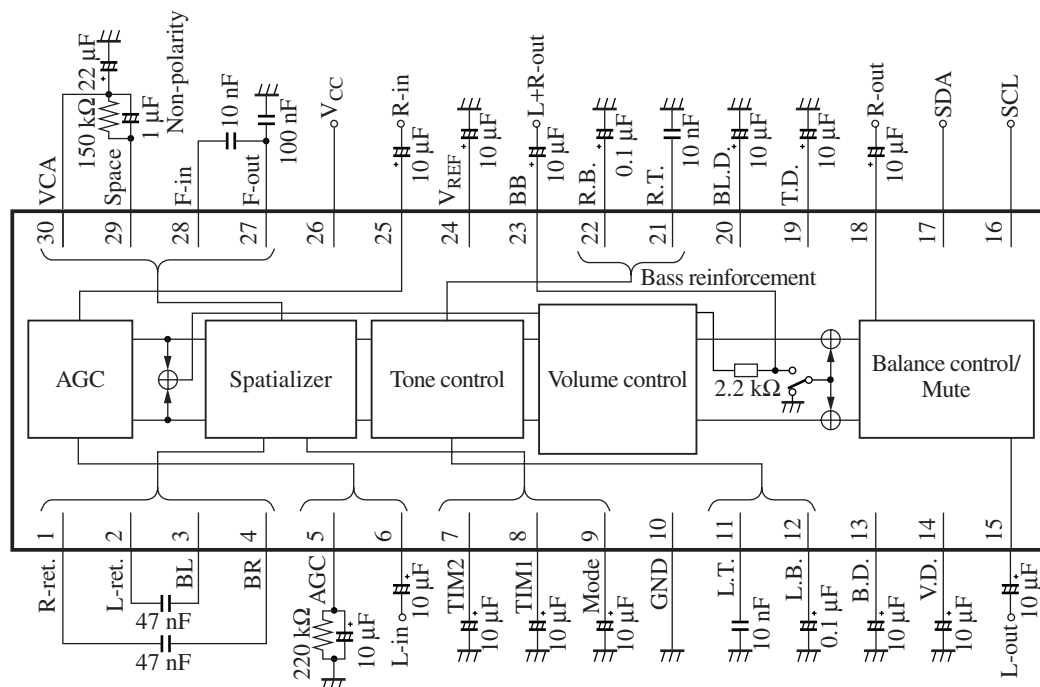 Non-polarity
22 µF
150 kΩ
1 µF
10 nF
100 nF
VCC
R-in
10 µF
10 µF
L+R-out
10 µF
0.1 µF
10 nF
10 µF
10 µF
R-out
10 µF
SDA
SCL
VCA
Space
F-in
F-out
VREF
BB
R.B.
R.T.
BL.D.
T.D.
30
29
28
27
26
25
24
23
22
21
20
19
18
17
16
Bass reinforcement
AGC
Spatializer
Tone control
Volume control
2.2 kΩ
Balance control/
Mute
1
2
3
4
5
6
7
8
9
10
11
12
13
14
15
R-ret.
L-ret.
BL
BR
AGC
L-in
10 µF
TIM2
TIM1
Mode
GND
L.T.
L.B.
B.D.
V.D.
10 µF
L-out
47 nF
47 nF
220 kΩ
10 µF
10 µF
10 µF
10 µF
10 nF
0.1 µF
10 µF
10 µF